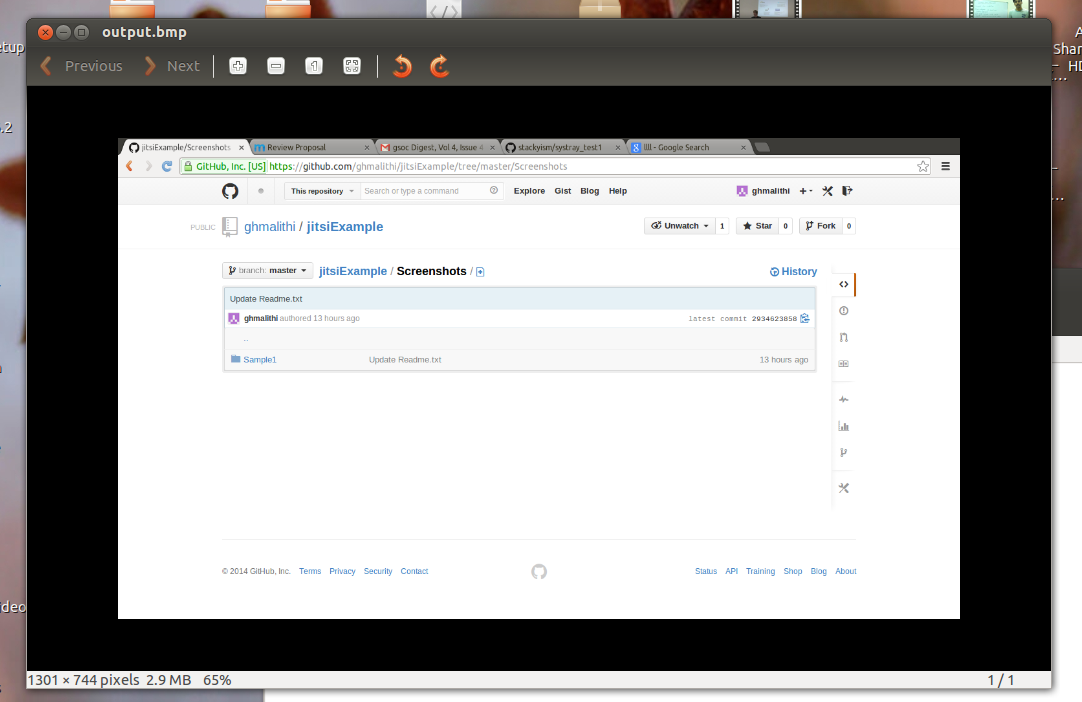 output.bmp
Previous Next
jitsiExample/Screenshots Review Proposal gsoc Digest, Vol 4, Issue 4 stackyism/systray_test1 llll - Google Search
GitHub, Inc. [US] https://github.com/ghmalithi/jitsiExample/tree/master/Screenshots
This repository Search or type a command Explore Gist Blog Help ghmalithi
PUBLIC ghmalithi / jitsiExample Unwatch 1 Star 0 Fork 0
branch: master jitsiExample / Screenshots / History
Update Readme.txt
ghmalithi authored 13 hours ago latest commit 2934623858
..
Sample1 Update Readme.txt 13 hours ago
© 2014 GitHub, Inc. Terms Privacy Security Contact Status API Training Shop Blog About
1301 × 744 pixels 2.9 MB 65% 1 / 1
etup
.2
deo
A
Shar
HD